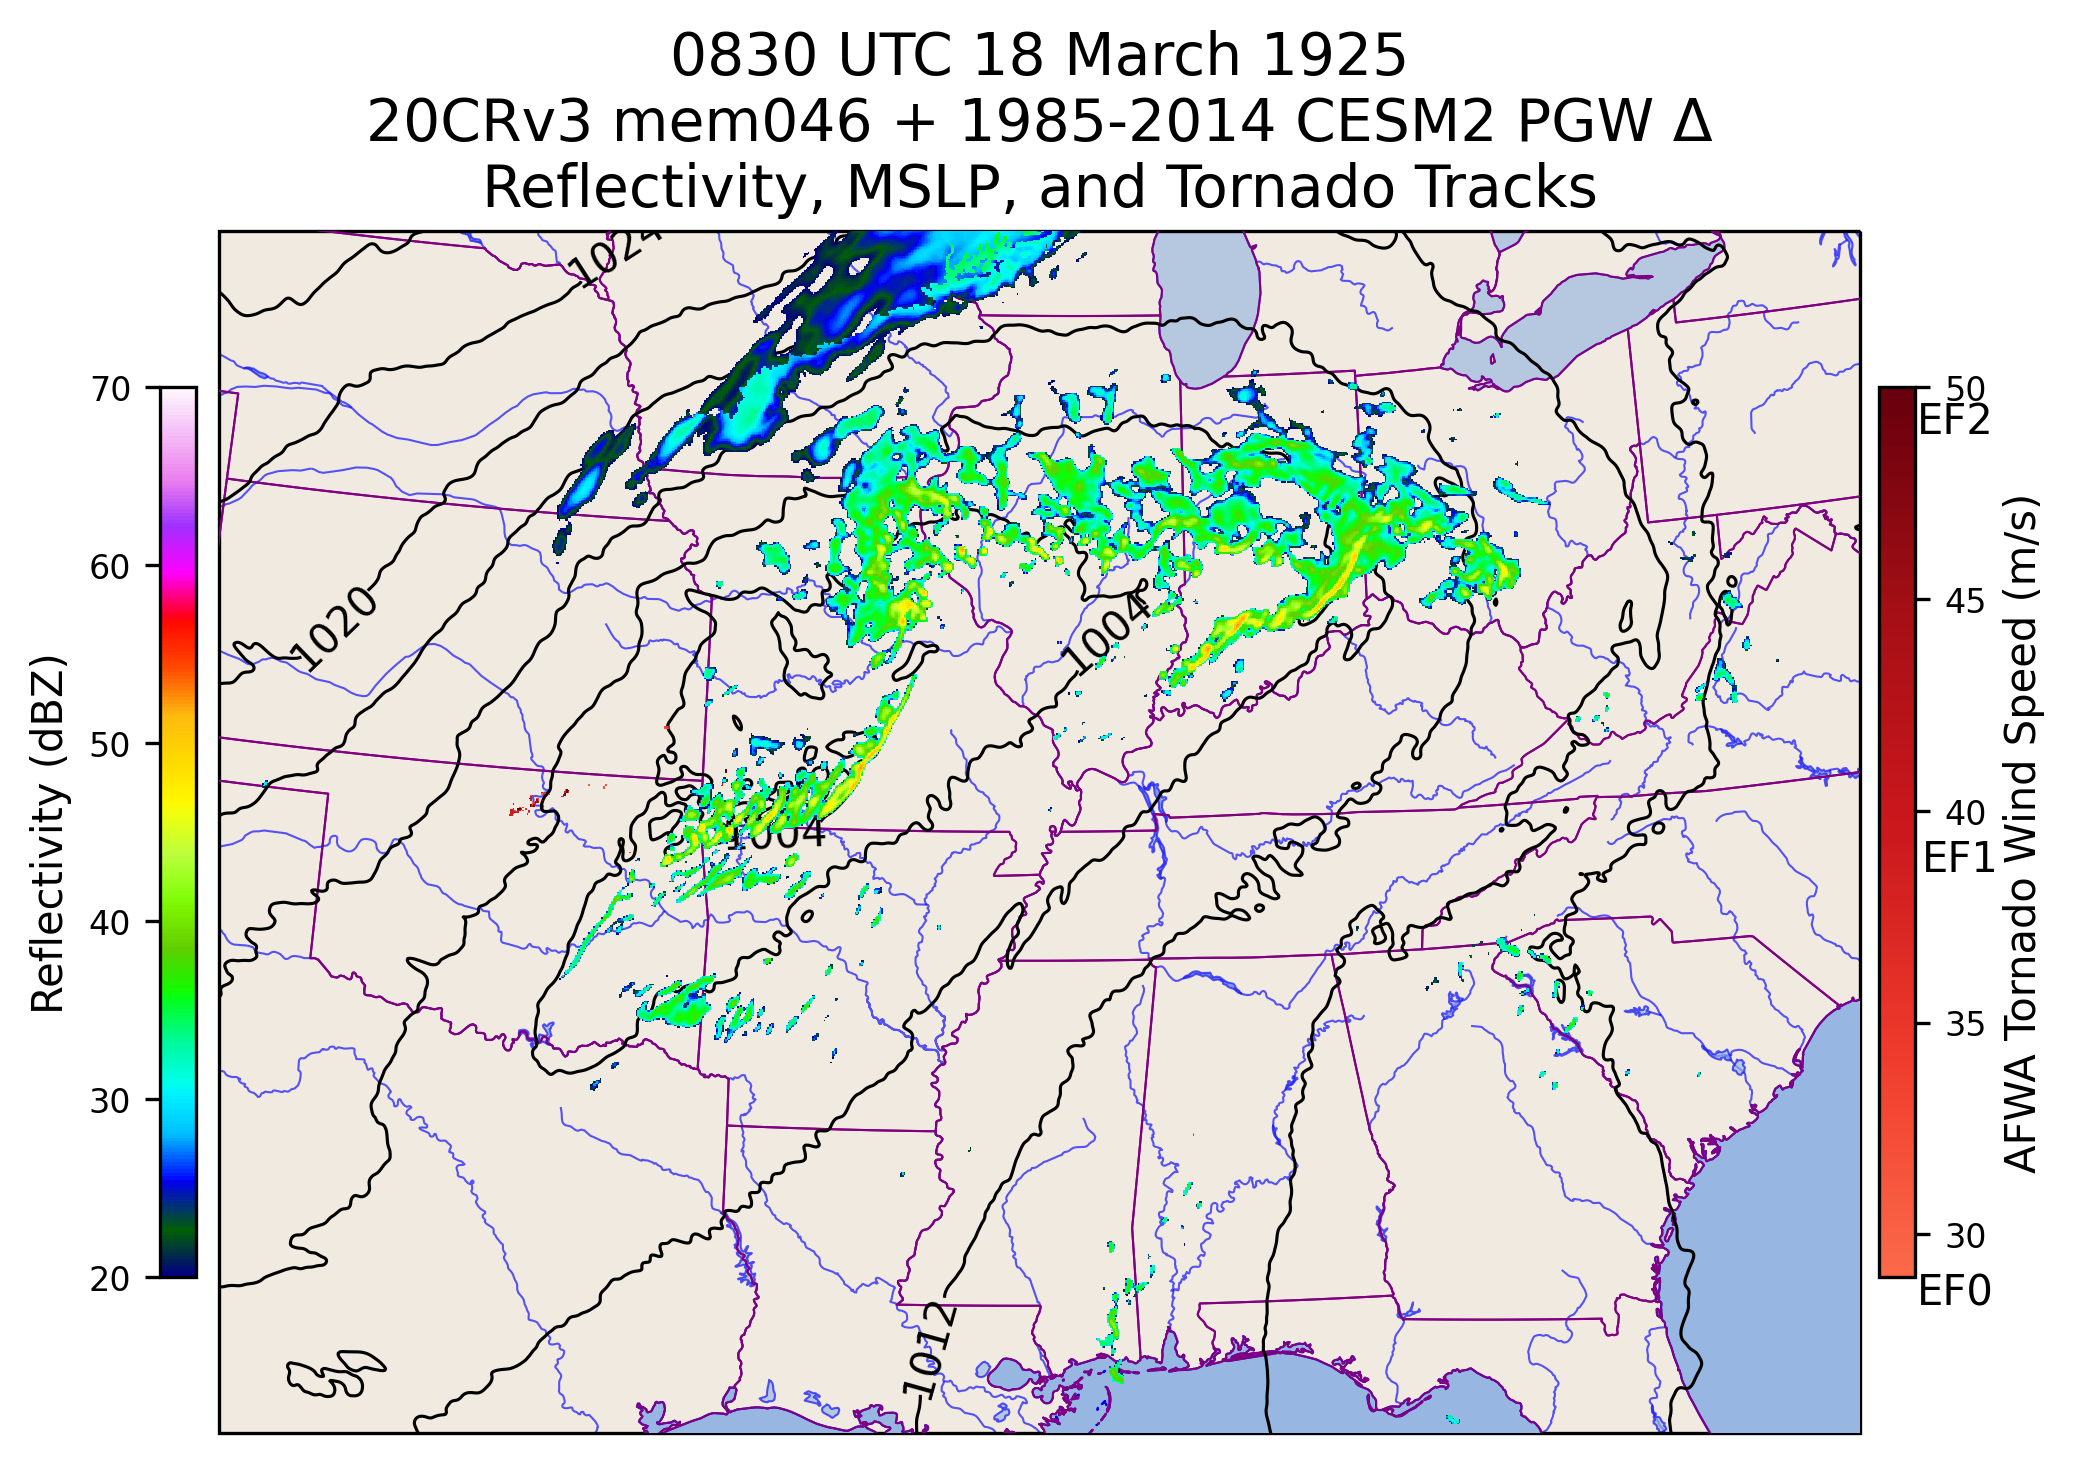 0830 UTC 18 March 1925
20CRv3 mem046 + 1985-2014 CESM2 PGW Δ
Reflectivity, MSLP, and Tornado Tracks
1024
1020
1004
1004
1012
70
60
50
40
30
20
Reflectivity (dBZ)
50
EF2
45
40
EF1
35
30
EF0
AFWA Tornado Wind Speed (m/s)